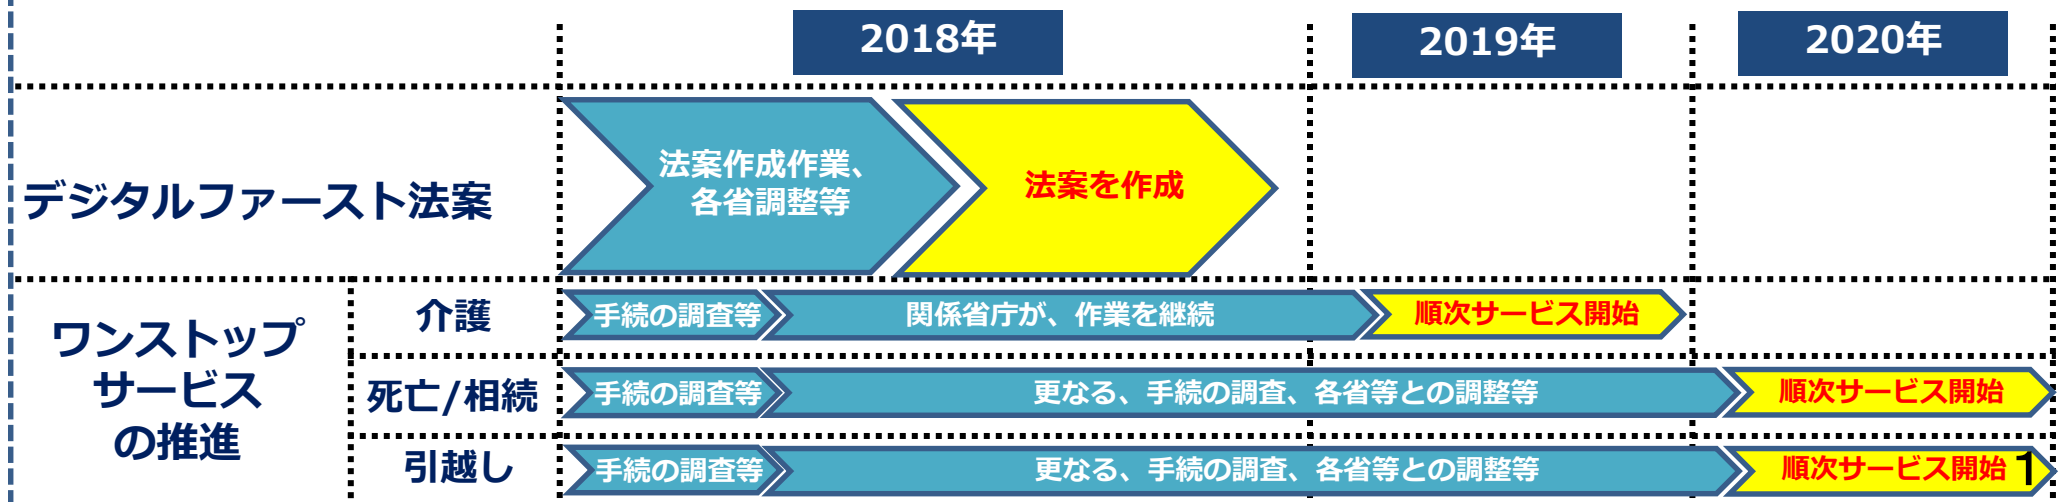 2018年
2019年
2020年
デジタルファースト法案
法案作成作業、
各省調整等
法案を作成
ワンストップ
サービス
の推進
介護
手続の調査等
関係省庁が、作業を継続
順次サービス開始
死亡/相続
手続の調査等
更なる、手続の調査、各省等との調整等
順次サービス開始
引越し
手続の調査等
更なる、手続の調査、各省等との調整等
順次サービス開始
1